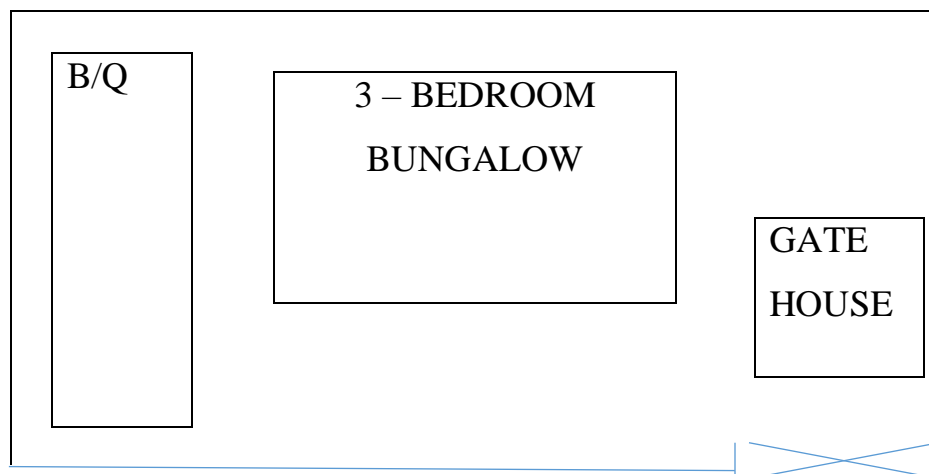 B/Q
3 – BEDROOM
BUNGALOW
GATE
HOUSE